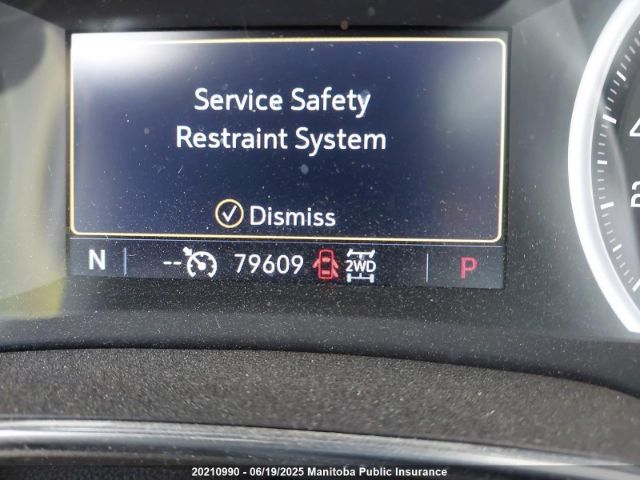 Service Safety
Restraint System
Dismiss
N -- 79609 2WD P
20210990 - 06/19/2025 Manitoba Public Insurance